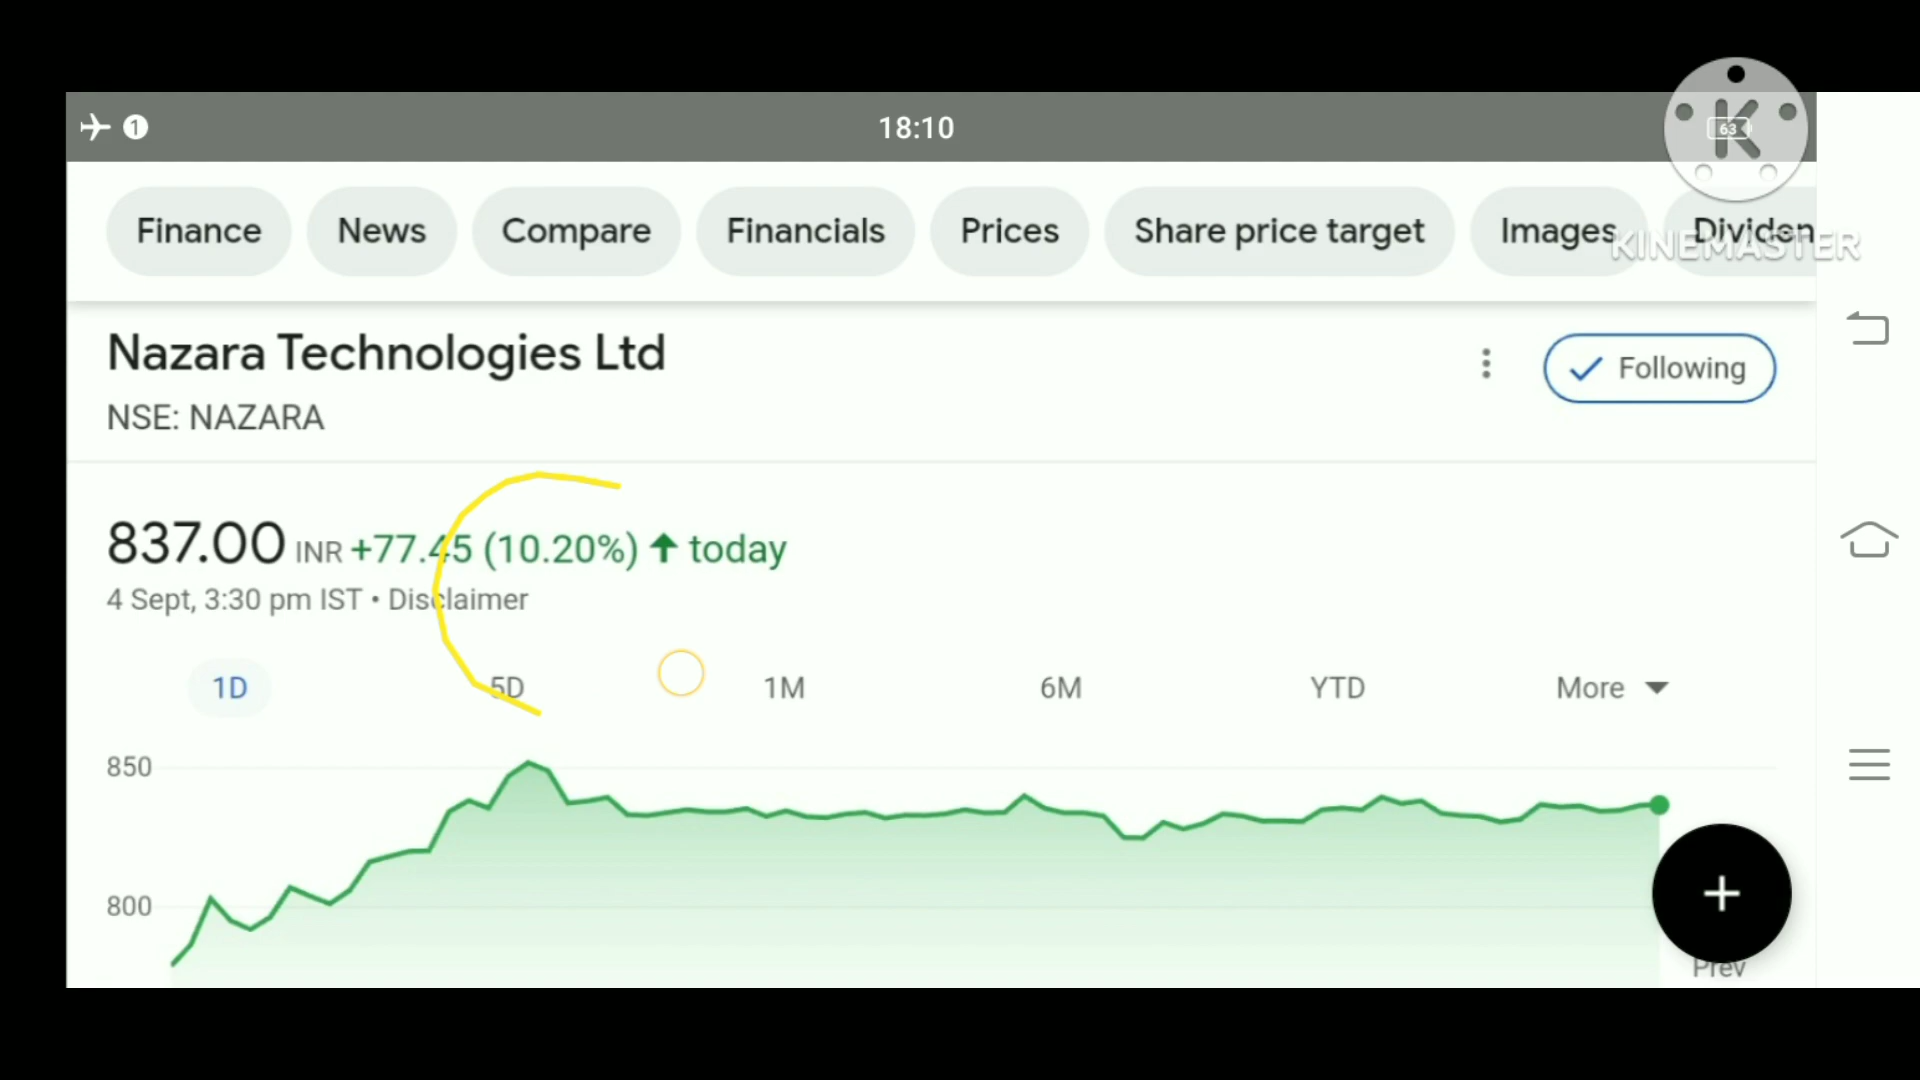 1
18:10
63
K
KINEMASTER
Finance
News
Compare
Financials
Prices
Share price target
Images
Dividen
Nazara Technologies Ltd
Following
NSE: NAZARA
837.00 INR +77.45 (10.20%) ↑ today
4 Sept, 3:30 pm IST • Disclaimer
1D
5D
1M
6M
YTD
More
850
800
+
Prev